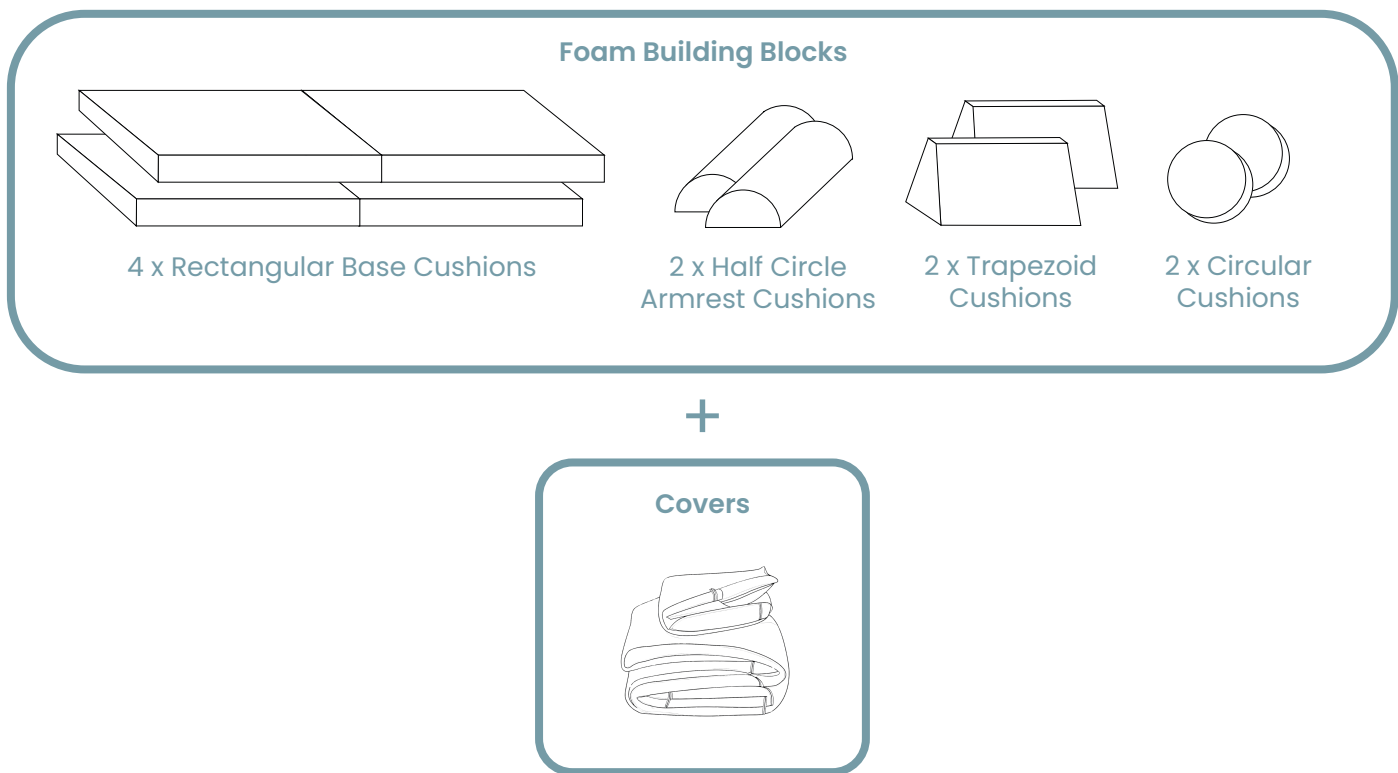 Foam Building Blocks
4 x Rectangular Base Cushions
2 x Half Circle
Armrest Cushions
2 x Trapezoid
Cushions
2 x Circular
Cushions
+
Covers